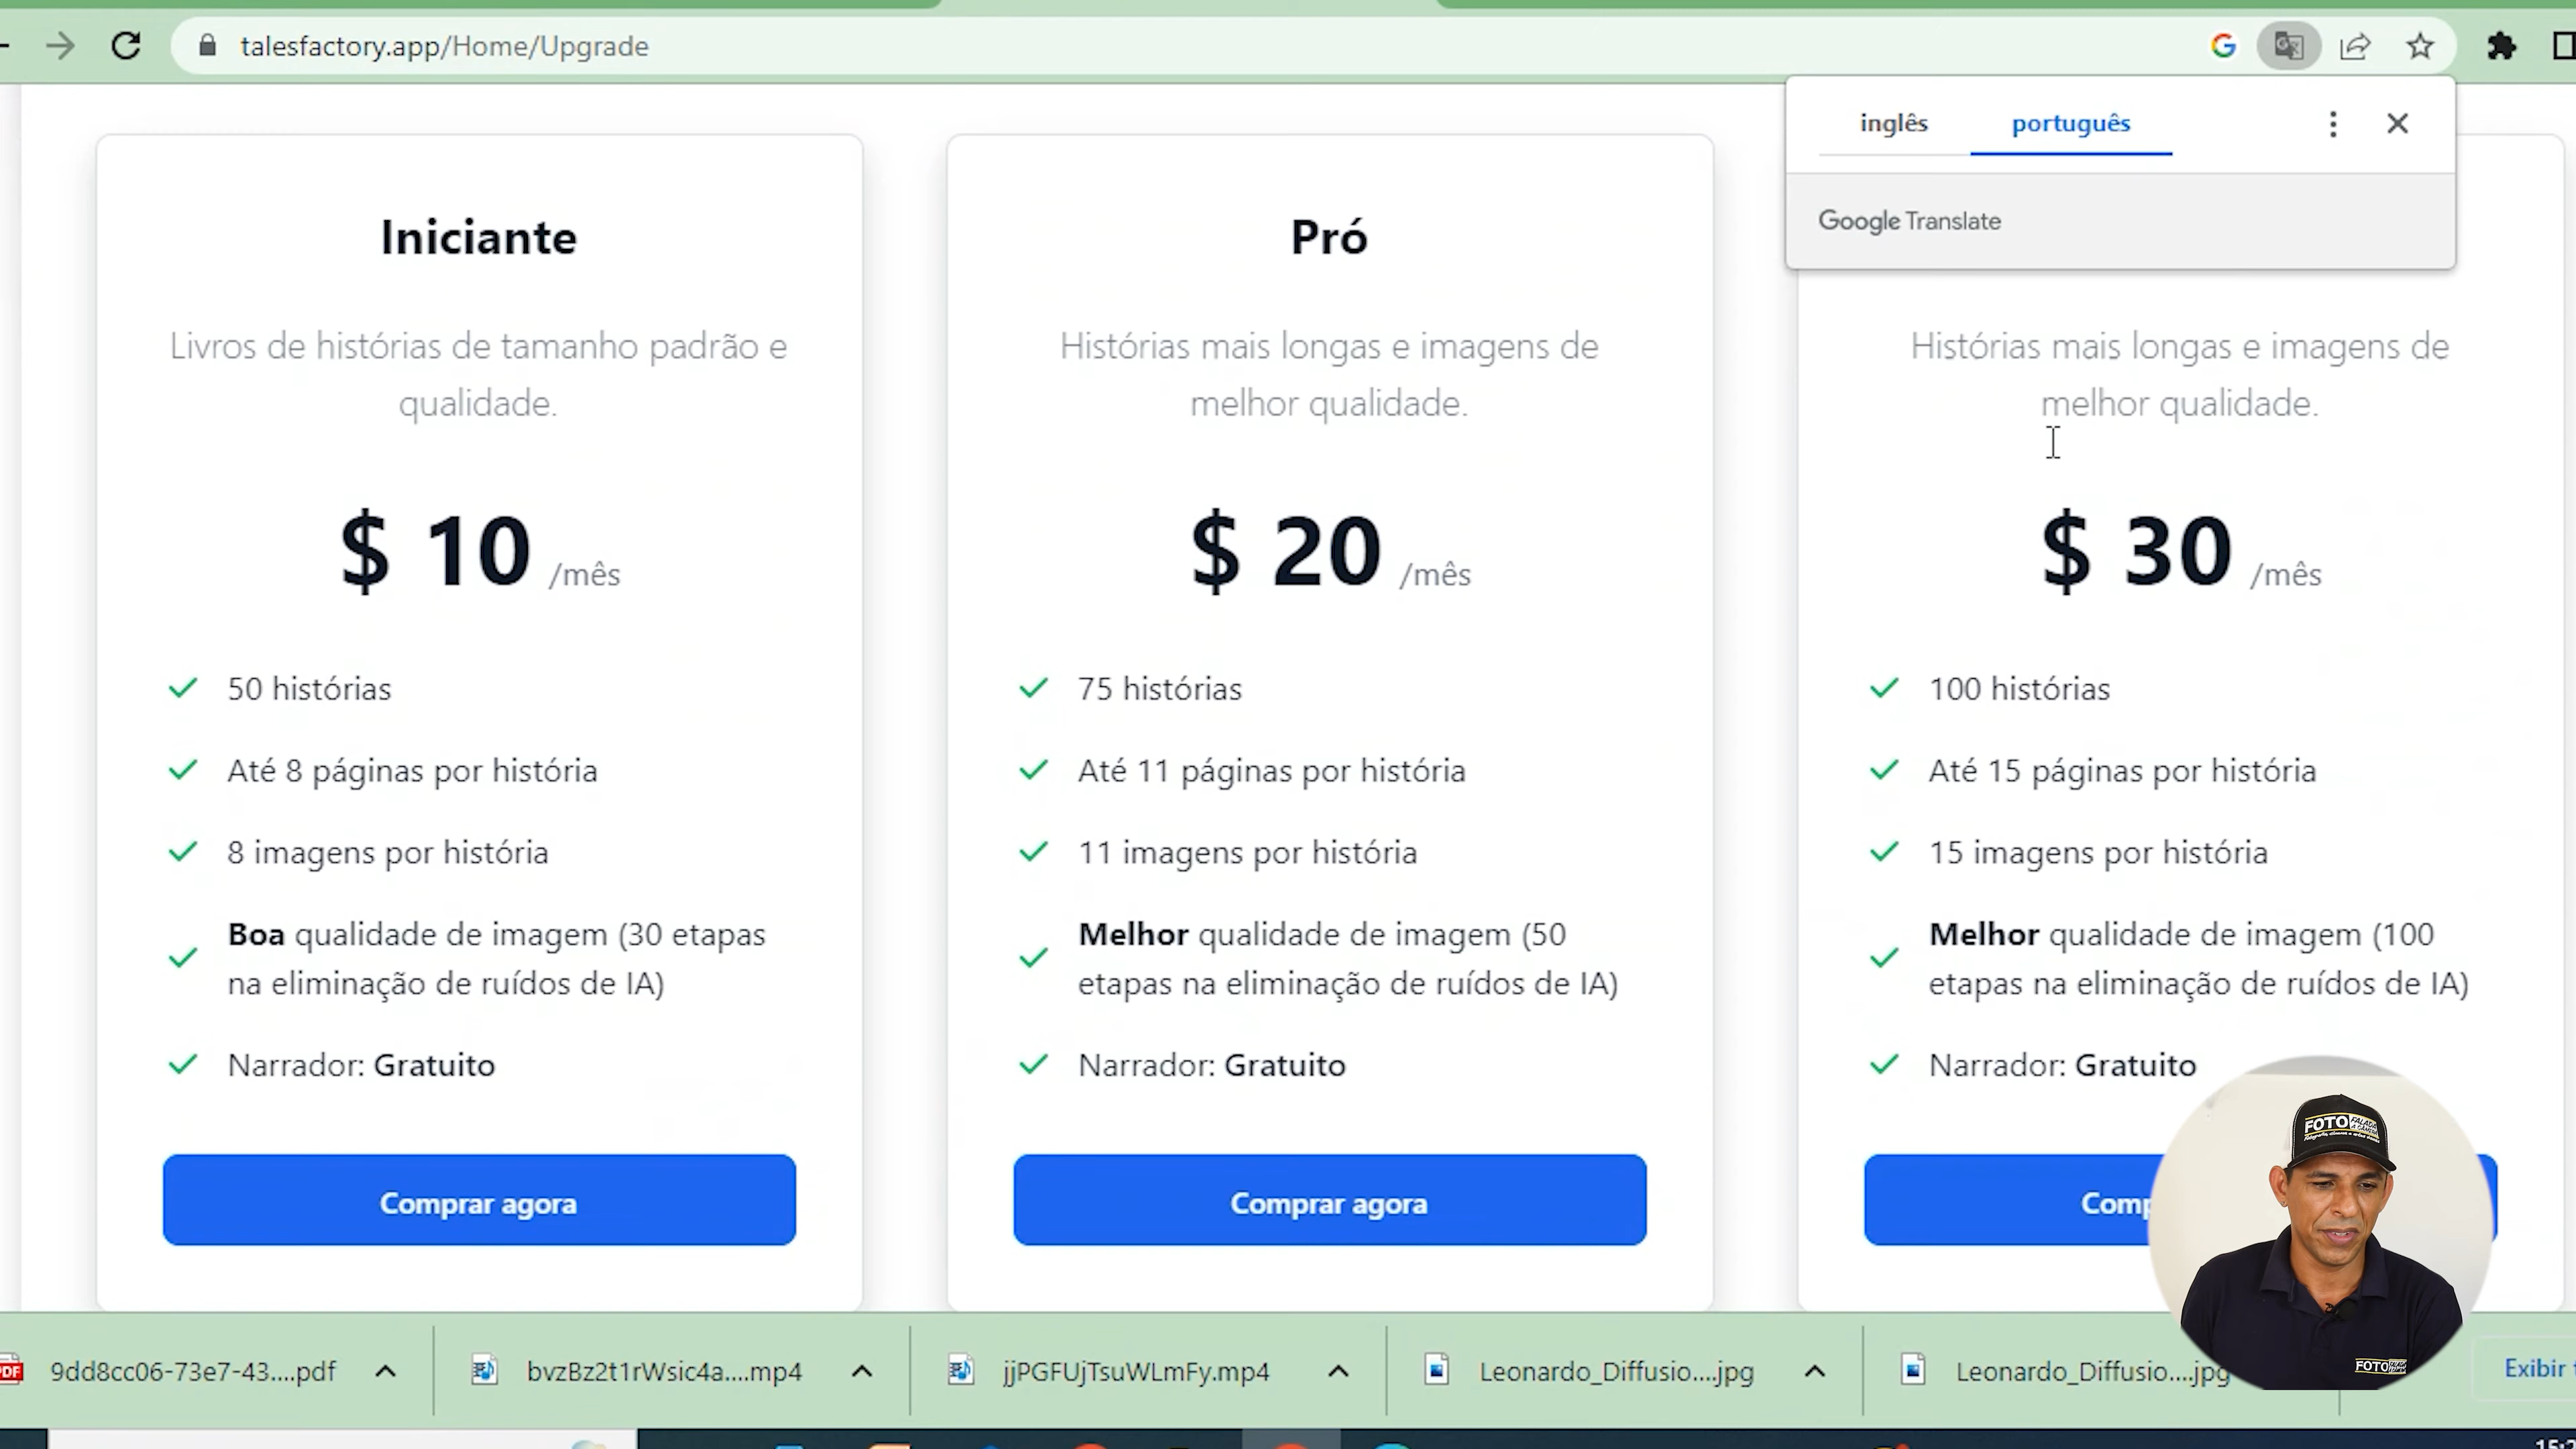 talesfactory.app/Home/Upgrade
inglês português
Google Translate
Iniciante
Livros de histórias de tamanho padrão e
qualidade.
$ 10 /mês
50 histórias
Até 8 páginas por história
8 imagens por história
Boa qualidade de imagem (30 etapas
na eliminação de ruídos de IA)
Narrador: Gratuito
Comprar agora
Pró
Histórias mais longas e imagens de
melhor qualidade.
$ 20 /mês
75 histórias
Até 11 páginas por história
11 imagens por história
Melhor qualidade de imagem (50
etapas na eliminação de ruídos de IA)
Narrador: Gratuito
Comprar agora
Histórias mais longas e imagens de
melhor qualidade.
$ 30 /mês
100 histórias
Até 15 páginas por história
15 imagens por história
Melhor qualidade de imagem (100
etapas na eliminação de ruídos de IA)
Narrador: Gratuito
Comp
FOTO
FOTO
PDF
9dd8cc06-73e7-43....pdf
bvzBz2t1rWsic4a....mp4
jjPGFUjTsuWLmFy.mp4
Leonardo_Diffusio....jpg
Leonardo_Diffusio....jpg
Exibir